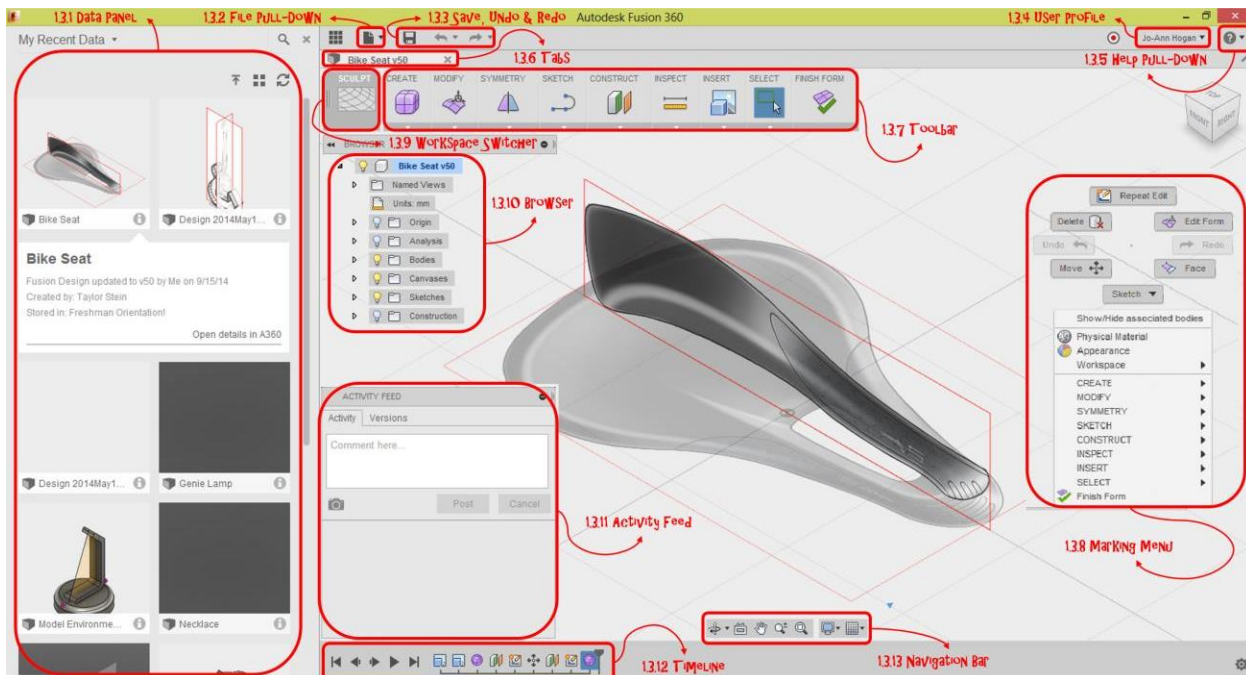 1.3.1 Data Panel
1.3.2 File Pull-Down
1.3.3 Save, Undo & Redo
Autodesk Fusion 360
1.3.4 User Profile
My Recent Data
Jo-Ann Hogan
1.3.5 Help Pull-Down
Bike Seat v50
1.3.6 Tabs
SCULPT
CREATE
MODIFY
SYMMETRY
SKETCH
CONSTRUCT
INSPECT
INSERT
SELECT
FINISH FORM
1.3.7 Toolbar
FRONT
RIGHT
BROWSER
1.3.9 Workspace Switcher
Bike Seat v50
Named Views
Units: mm
Origin
Analysis
Bodies
Canvases
Sketches
Construction
1.3.10 Browser
Bike Seat
Design 2014May1...
Bike Seat
Fusion Design updated to v50 by Me on 9/15/14
Created by: Taylor Stein
Stored in: Freshman Orientation!
Open details in A360
Design 2014May1...
Genie Lamp
Model Environme...
Necklace
ACTIVITY FEED
Activity
Versions
Comment here...
Post
Cancel
1.3.11 Activity Feed
Repeat Edit
Delete
Edit Form
Undo
Redo
Move
Face
Sketch
Show/Hide associated bodies
Physical Material
Appearance
Workspace
CREATE
MODIFY
SYMMETRY
SKETCH
CONSTRUCT
INSPECT
INSERT
SELECT
Finish Form
1.3.8 Marking Menu
1.3.12 Timeline
1.3.13 Navigation Bar